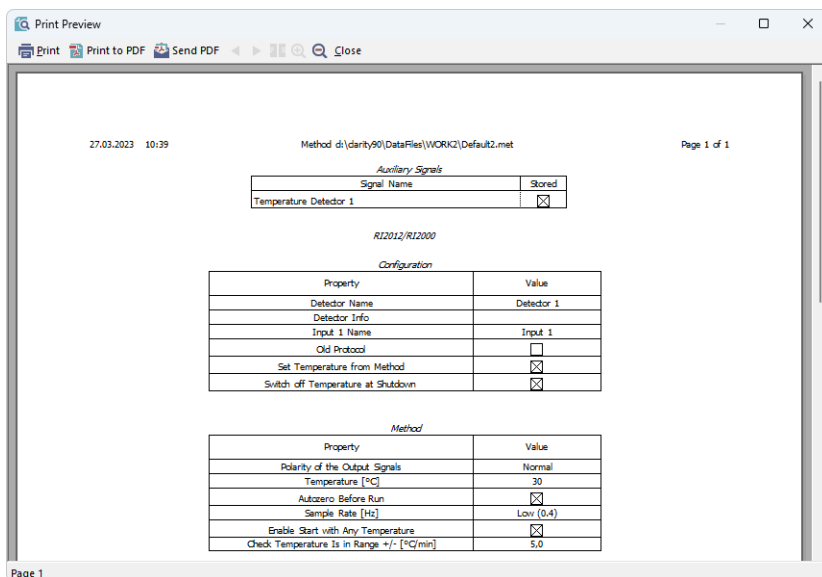 Print Preview
Print Print to PDF Send PDF Close
27.03.2023 10:39 Method d:\clarity90\DataFiles\WORK2\Default2.met Page 1 of 1
Auxiliary Signals
Signal Name Stored
Temperature Detector 1
RI2012/RI2000
Configuration
Property Value
Detector Name Detector 1
Detector Info
Input 1 Name Input 1
Old Protocol
Set Temperature from Method
Switch off Temperature at Shutdown
Method
Property Value
Polarity of the Output Signals Normal
Temperature [°C] 30
Autozero Before Run
Sample Rate [Hz] Low (0.4)
Enable Start with Any Temperature
Check Temperature Is in Range +/- [°C/min] 5,0
Page 1